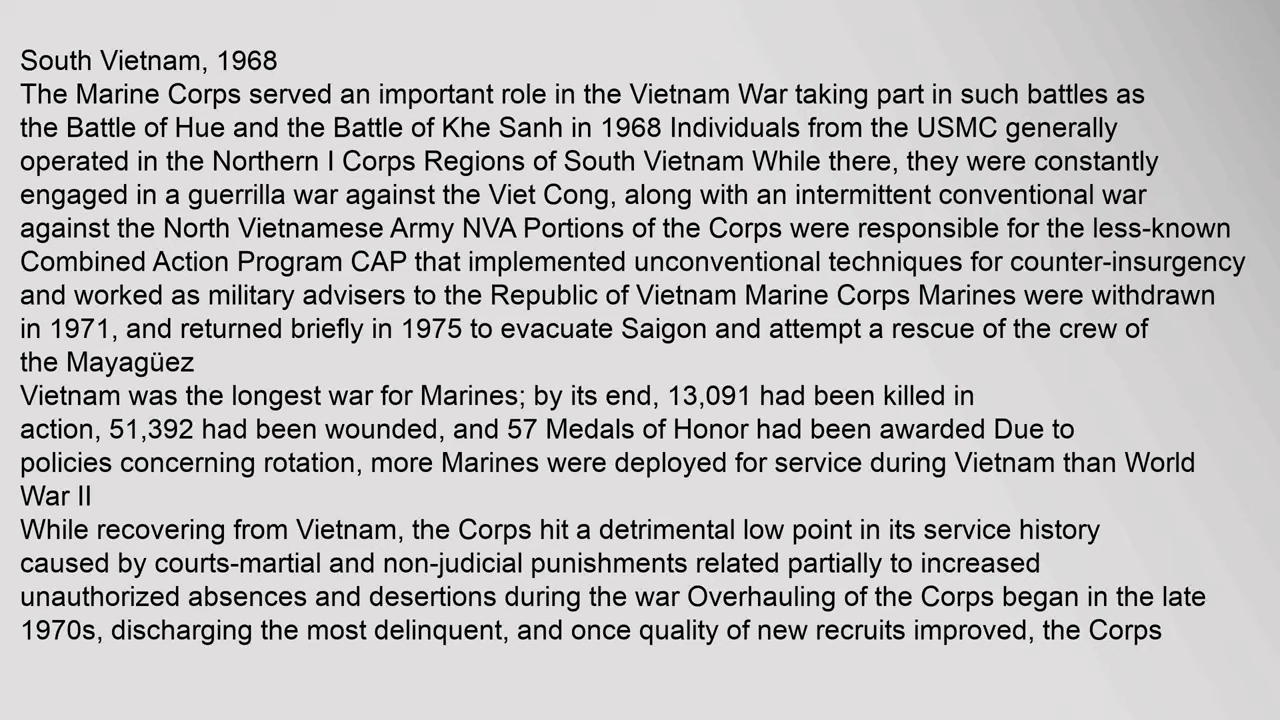 South Vietnam, 1968
The Marine Corps served an important role in the Vietnam War taking part in such battles as
the Battle of Hue and the Battle of Khe Sanh in 1968 Individuals from the USMC generally
operated in the Northern I Corps Regions of South Vietnam While there, they were constantly
engaged in a guerrilla war against the Viet Cong, along with an intermittent conventional war
against the North Vietnamese Army NVA Portions of the Corps were responsible for the less-known
Combined Action Program CAP that implemented unconventional techniques for counter-insurgency
and worked as military advisers to the Republic of Vietnam Marine Corps Marines were withdrawn
in 1971, and returned briefly in 1975 to evacuate Saigon and attempt a rescue of the crew of
the Mayagüez
Vietnam was the longest war for Marines; by its end, 13,091 had been killed in
action, 51,392 had been wounded, and 57 Medals of Honor had been awarded Due to
policies concerning rotation, more Marines were deployed for service during Vietnam than World
War II
While recovering from Vietnam, the Corps hit a detrimental low point in its service history
caused by courts-martial and non-judicial punishments related partially to increased
unauthorized absences and desertions during the war Overhauling of the Corps began in the late
1970s, discharging the most delinquent, and once quality of new recruits improved, the Corps